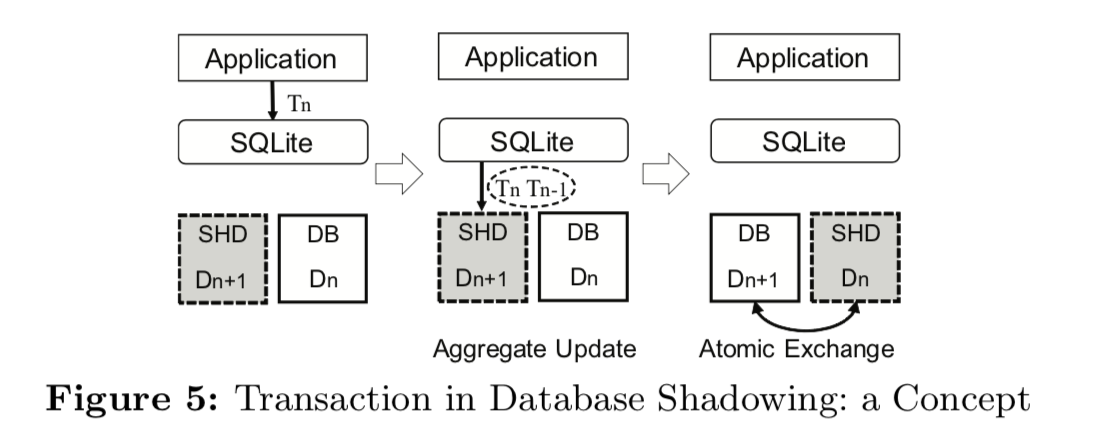 Application
Application
Application
Tn
SQLite
SQLite
SQLite
Tn Tn-1
SHD
DB
SHD
DB
DB
SHD
Dn+1
Dn
Dn+1
Dn
Dn+1
Dn
Aggregate Update
Atomic Exchange
Figure 5: Transaction in Database Shadowing: a Concept